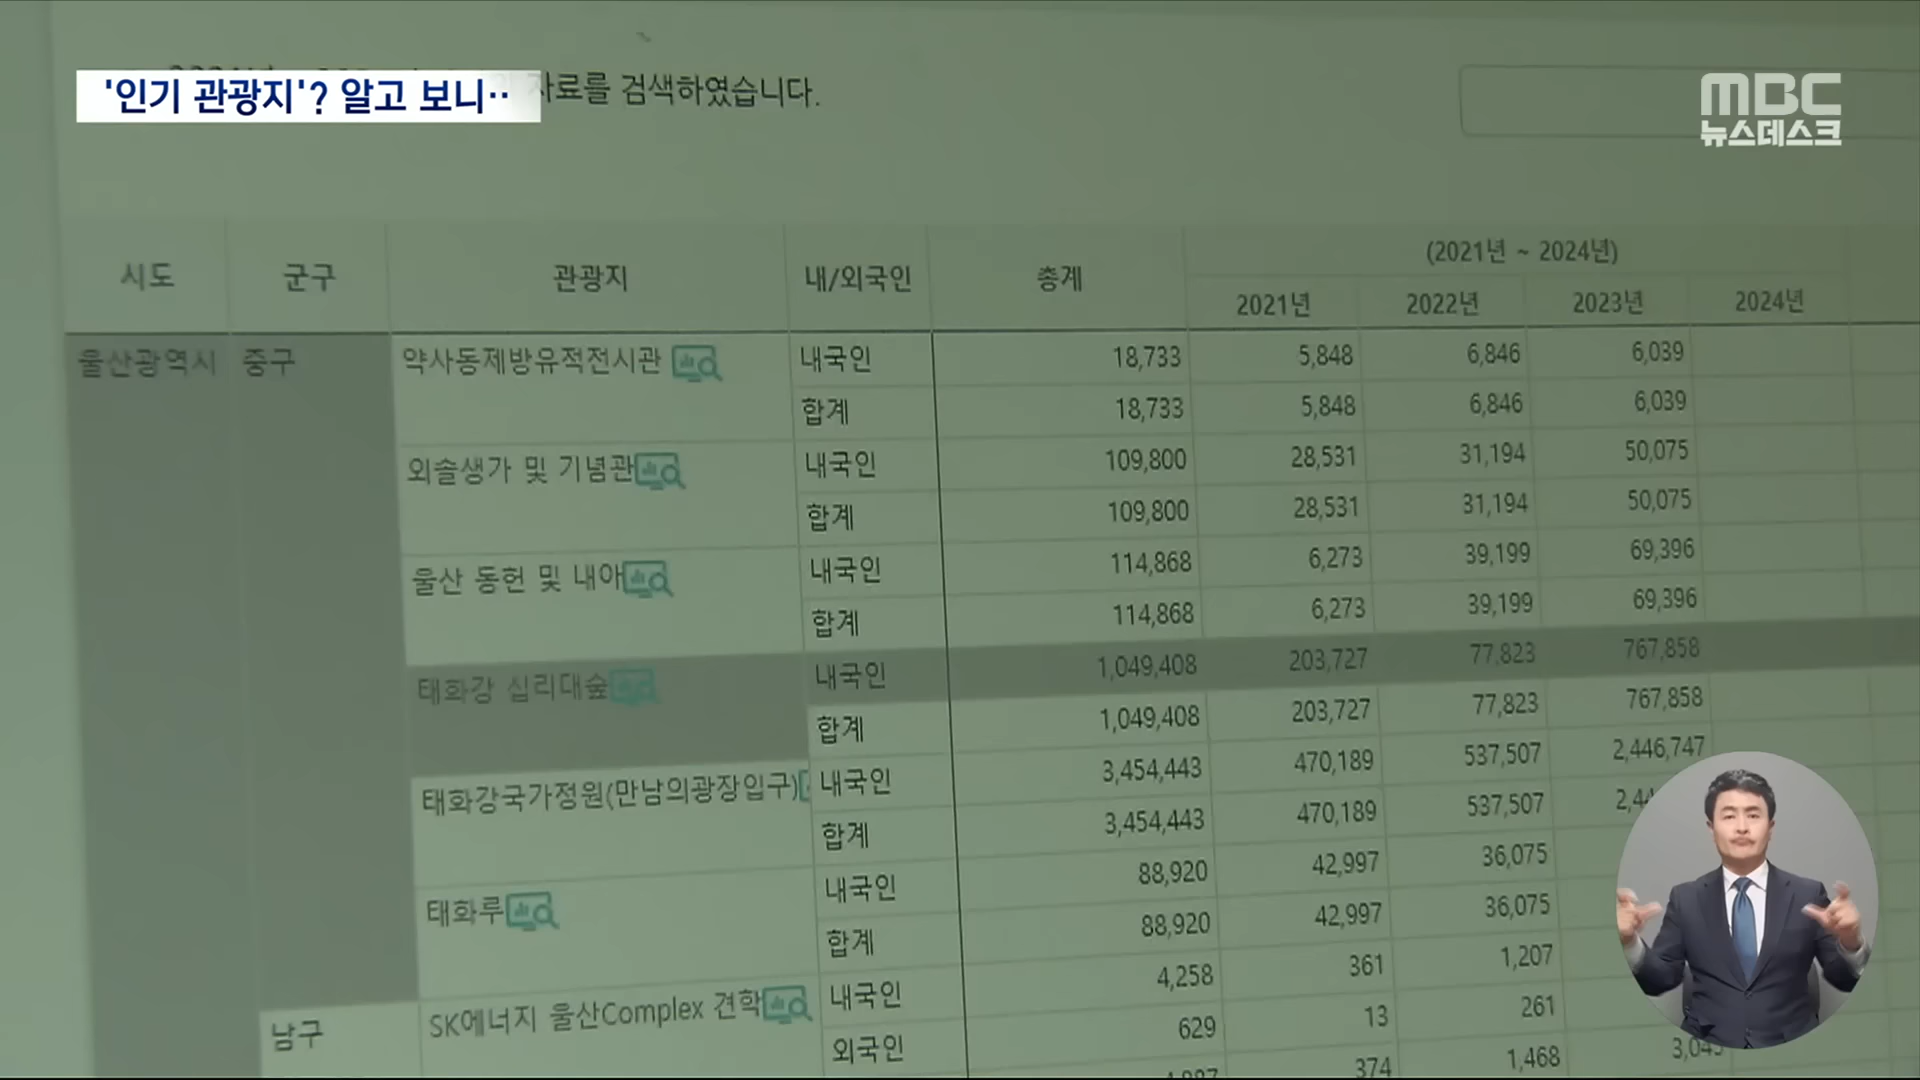 '인기 관광지'? 알고 보니··
자료를 검색하였습니다.
MBC
뉴스데스크
시도 군구 관광지 내/외국인 총계 (2021년 ~ 2024년)
2021년 2022년 2023년 2024년
울산광역시 중구 약사동제방유적전시관 내국인 18,733 5,848 6,846 6,039
합계 18,733 5,848 6,846 6,039
외솔생가 및 기념관 내국인 109,800 28,531 31,194 50,075
합계 109,800 28,531 31,194 50,075
울산 동헌 및 내아 내국인 114,868 6,273 39,199 69,396
합계 114,868 6,273 39,199 69,396
태화강 십리대숲 내국인 1,049,408 203,727 77,823 767,858
합계 1,049,408 203,727 77,823 767,858
태화강국가정원(만남의광장입구) 내국인 3,454,443 470,189 537,507 2,446,747
합계 3,454,443 470,189 537,507
태화루 내국인 88,920 42,997 36,075
합계 88,920 42,997 36,075
남구 SK에너지 울산Complex 견학 내국인 4,258 361 1,207
외국인 629 13 261
374 1,468